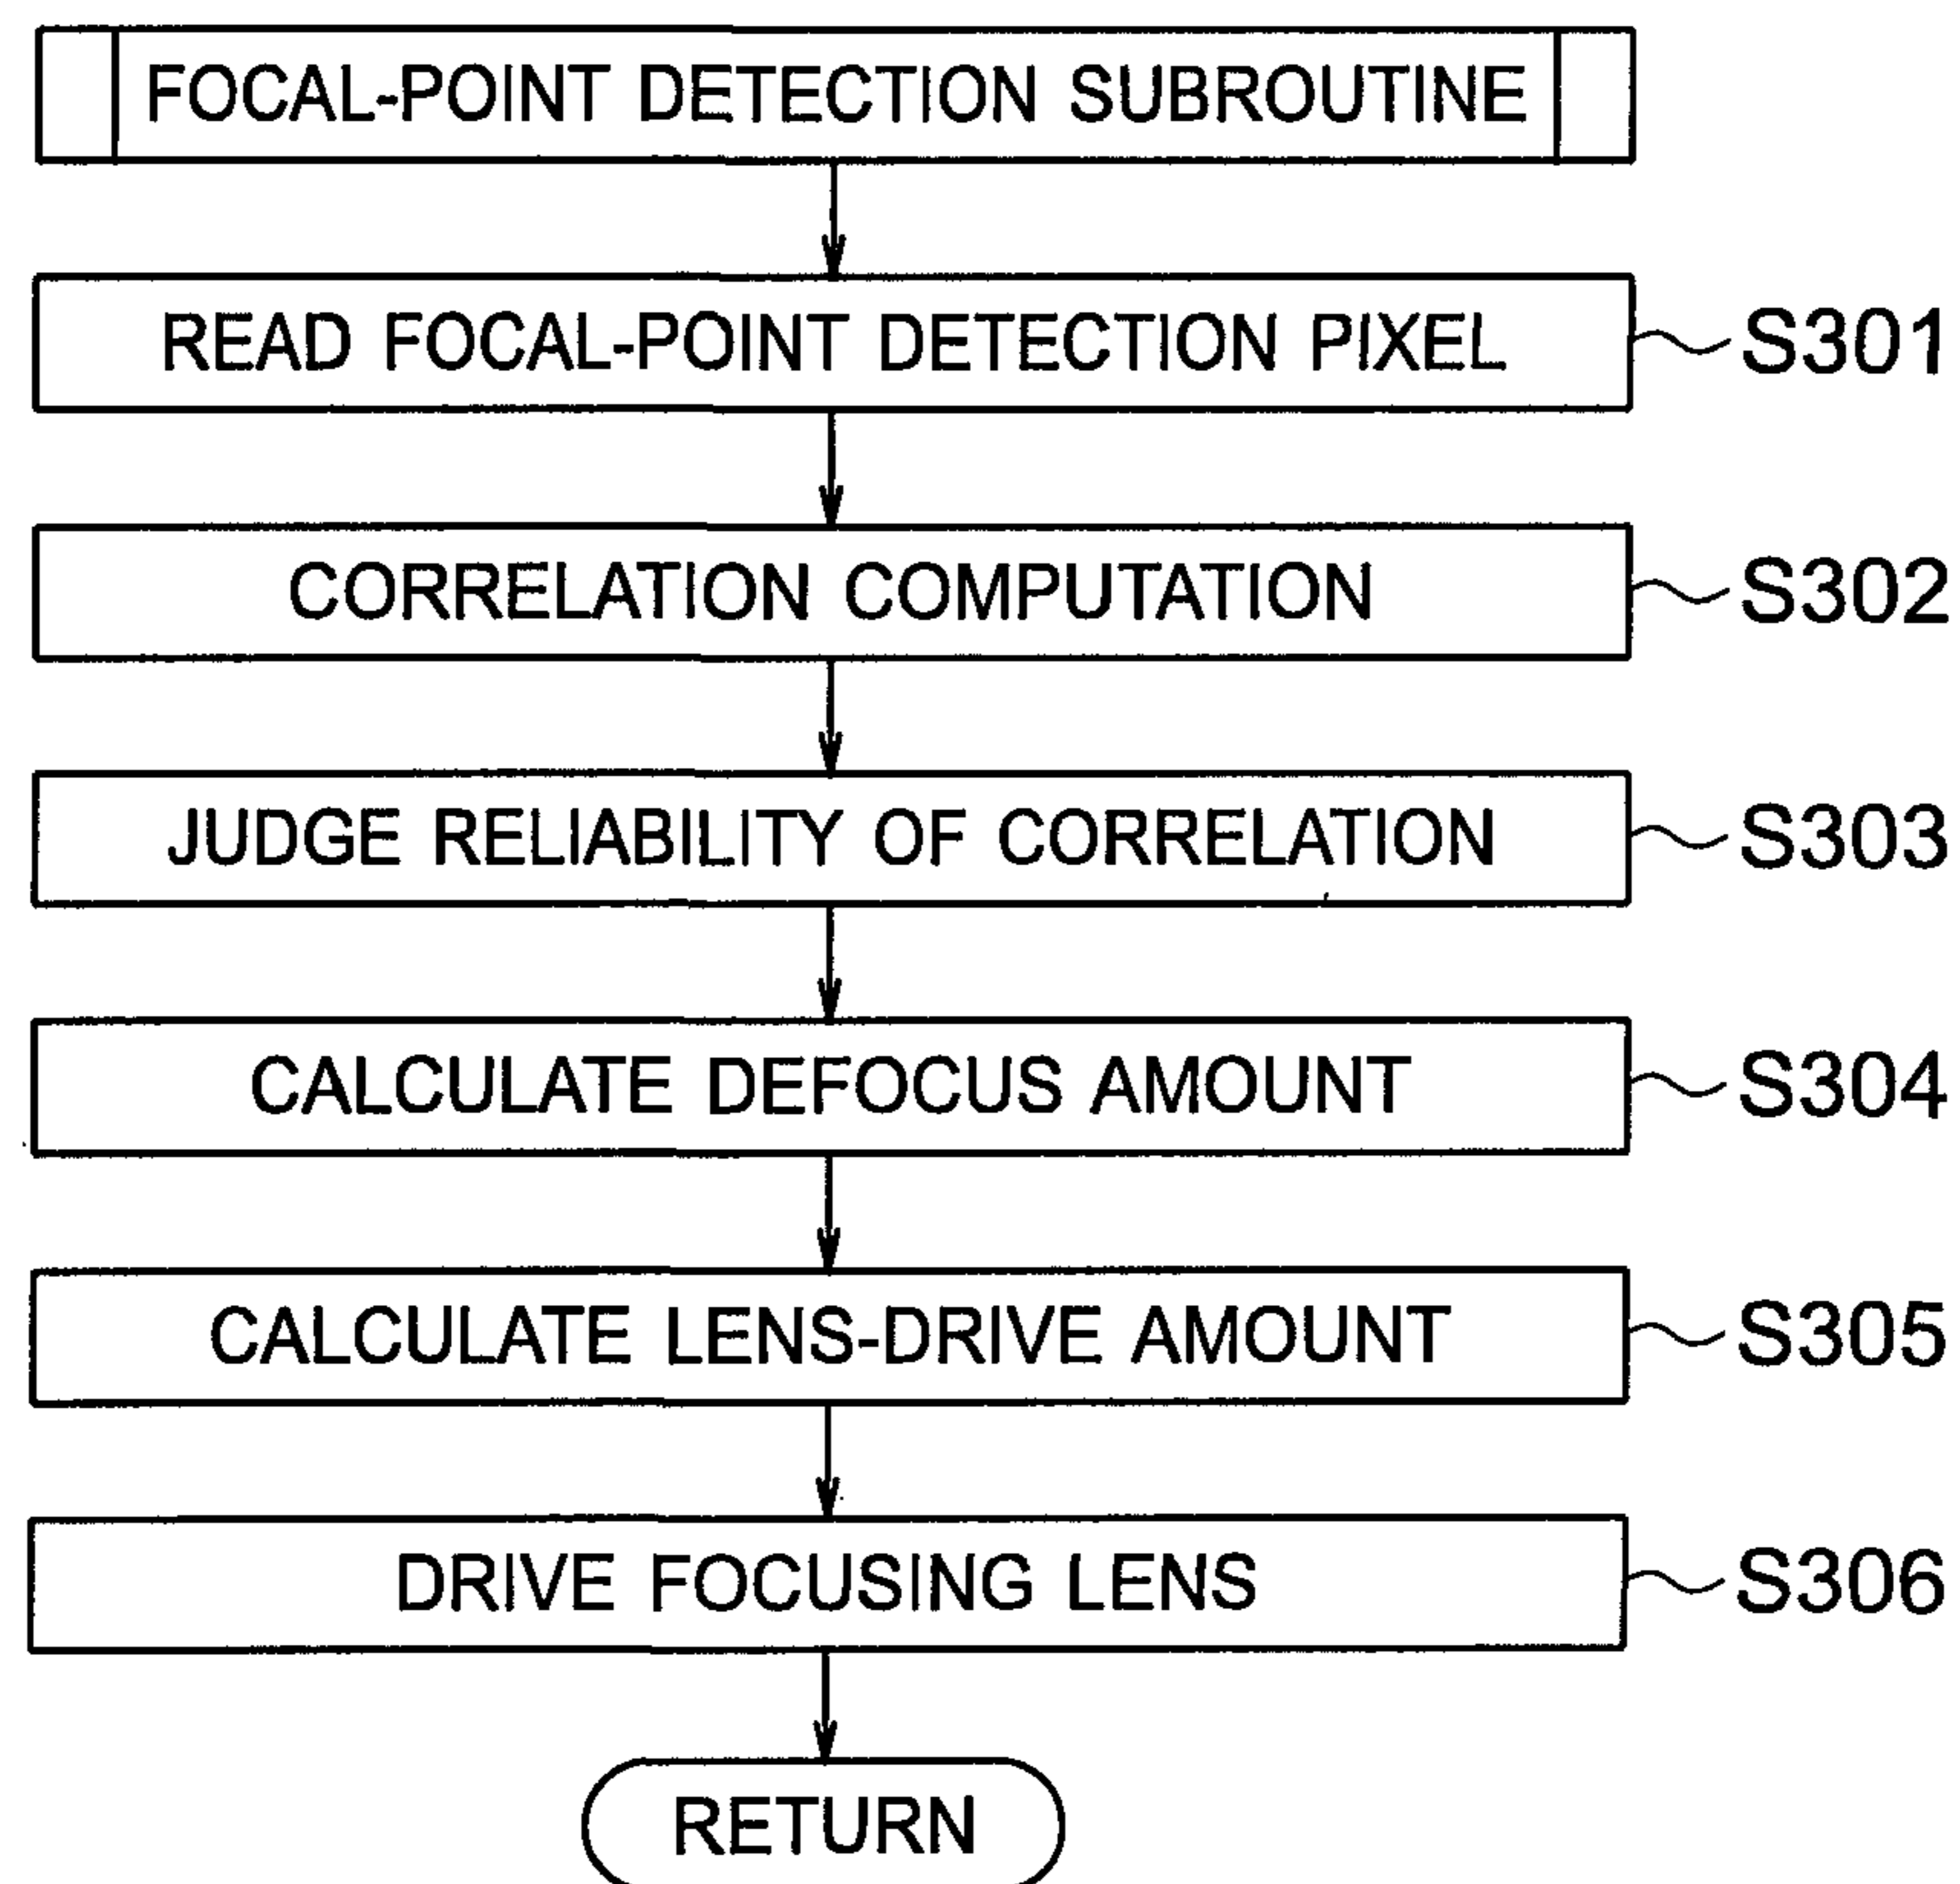 FOCAL-POINT DETECTION SUBROUTINE
READ FOCAL-POINT DETECTION PIXEL S301
CORRELATION COMPUTATION S302
JUDGE RELIABILITY OF CORRELATION S303
CALCULATE DEFOCUS AMOUNT S304
CALCULATE LENS-DRIVE AMOUNT S305
DRIVE FOCUSING LENS S306
RETURN